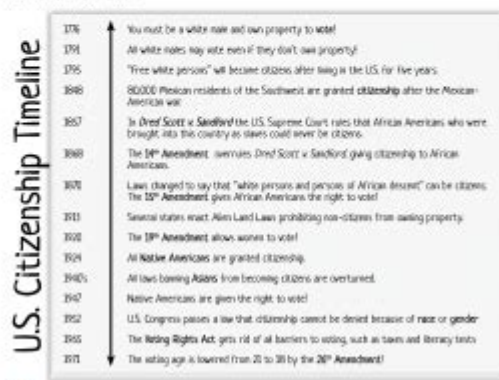 U.S. Citizenship Timeline
1776 You must be a white male and own property to vote!
1791 All white males may vote even if they don't own property!
1795 "Free white persons" will become citizens after living in the U.S. for five years.
1848 80,000 Mexican residents of the Southwest are granted citizenship after the Mexican-
American war
1857 In Dred Scott v. Sandford the U.S. Supreme Court rules that African Americans who were
brought into this country as slaves could never be citizens.
1868 The 14th Amendment overrules Dred Scott v. Sandford giving citizenship to African
Americans.
1870 Laws changed to say that "white persons and persons of African descent" can be citizens.
The 15th Amendment gives African Americans the right to vote!
1913 Several states enact Alien Land Laws prohibiting non-citizens from owning property.
1920 The 19th Amendment allows women to vote!
1924 All Native Americans are granted citizenship.
1940's All laws banning Asians from becoming citizens are overturned.
1947 Native Americans are given the right to vote!
1952 U.S. Congress passes a law that citizenship cannot be denied because of race or gender
1965 The Voting Rights Act gets rid of all barriers to voting, such as taxes and literacy tests
1971 The voting age is lowered from 21 to 18 by the 26th Amendment!